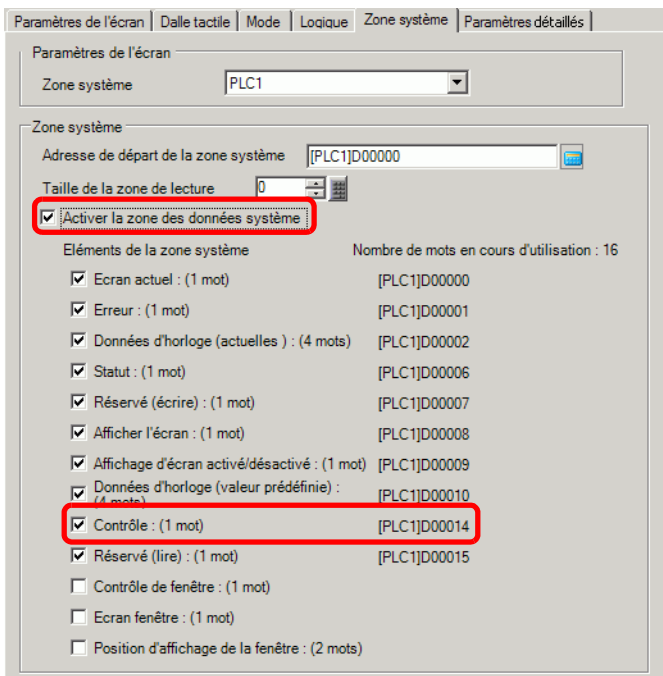 Paramètres de l'écran Dalle tactile Mode Logique Zone système Paramètres détaillés
Paramètres de l'écran
Zone système PLC1
Zone système
Adresse de départ de la zone système [PLC1]D00000
Taille de la zone de lecture 0
Activer la zone des données système
Eléments de la zone système Nombre de mots en cours d'utilisation : 16
Ecran actuel : (1 mot) [PLC1]D00000
Erreur : (1 mot) [PLC1]D00001
Données d'horloge (actuelles ) : (4 mots) [PLC1]D00002
Statut : (1 mot) [PLC1]D00006
Réservé (écrire) : (1 mot) [PLC1]D00007
Afficher l'écran : (1 mot) [PLC1]D00008
Affichage d'écran activé/désactivé : (1 mot) [PLC1]D00009
Données d'horloge (valeur prédéfinie) :
(4 mots) [PLC1]D00010
Contrôle : (1 mot) [PLC1]D00014
Réservé (lire) : (1 mot) [PLC1]D00015
Contrôle de fenêtre : (1 mot)
Ecran fenêtre : (1 mot)
Position d'affichage de la fenêtre : (2 mots)